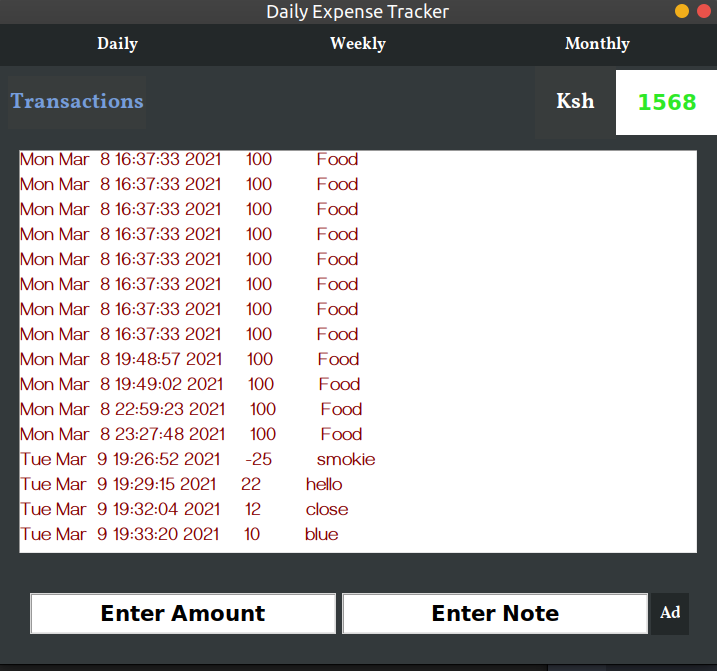 Daily Expense Tracker
Daily Weekly Monthly
Transactions Ksh 1568
Mon Mar 8 16:37:33 2021 100 Food
Mon Mar 8 16:37:33 2021 100 Food
Mon Mar 8 16:37:33 2021 100 Food
Mon Mar 8 16:37:33 2021 100 Food
Mon Mar 8 16:37:33 2021 100 Food
Mon Mar 8 16:37:33 2021 100 Food
Mon Mar 8 16:37:33 2021 100 Food
Mon Mar 8 16:37:33 2021 100 Food
Mon Mar 8 19:48:57 2021 100 Food
Mon Mar 8 19:49:02 2021 100 Food
Mon Mar 8 22:59:23 2021 100 Food
Mon Mar 8 23:27:48 2021 100 Food
Tue Mar 9 19:26:52 2021 -25 smokie
Tue Mar 9 19:29:15 2021 22 hello
Tue Mar 9 19:32:04 2021 12 close
Tue Mar 9 19:33:20 2021 10 blue
Enter Amount Enter Note Ad